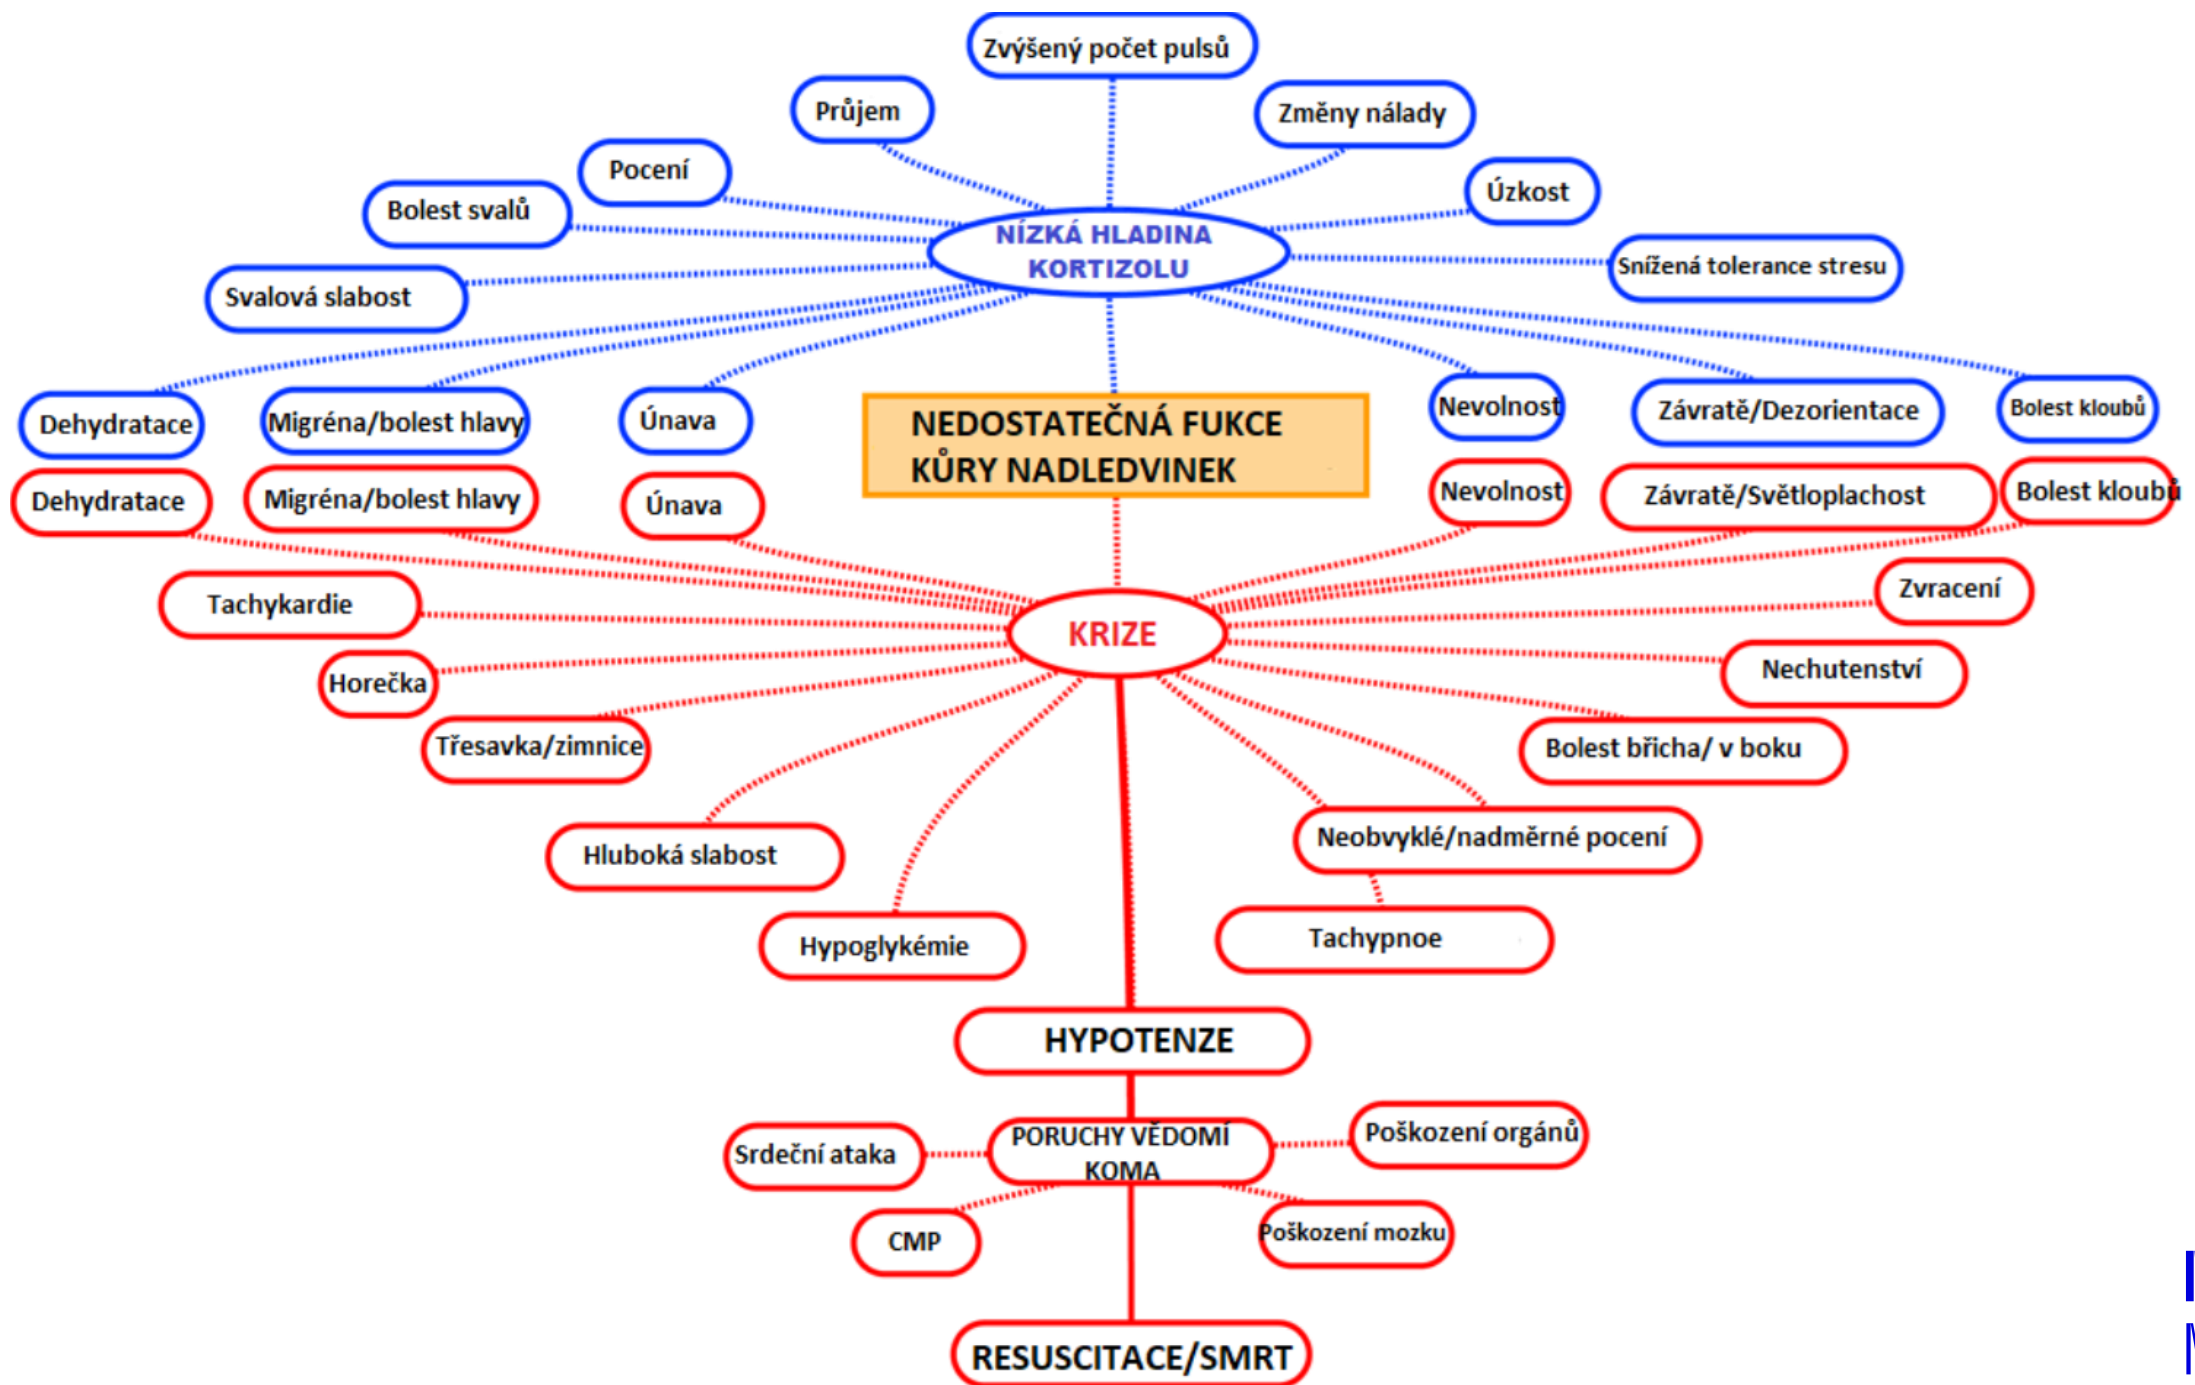 Zvýšený počet pulsů
Průjem
Změny nálady
Pocení
Úzkost
Bolest svalů
NÍZKÁ HLADINA
KORTIZOLU
Snížená tolerance stresu
Svalová slabost
Dehydratace
Migréna/bolest hlavy
Únava
NEDOSTATEČNÁ FUKCE
KŮRY NADLEDVINEK
Nevolnost
Závratě/Dezorientace
Bolest kloubů
Dehydratace
Migréna/bolest hlavy
Únava
Nevolnost
Závratě/Světloplachost
Bolest kloubů
Tachykardie
KRIZE
Zvracení
Horečka
Nechutenství
Třesavka/zimnice
Bolest břicha/ v boku
Hluboká slabost
Neobvyklé/nadměrné pocení
Hypoglykémie
Tachypnoe
HYPOTENZE
Srdeční ataka
PORUCHY VĚDOMÍ
KOMA
Poškození orgánů
CMP
Poškození mozku
RESUSCITACE/SMRT